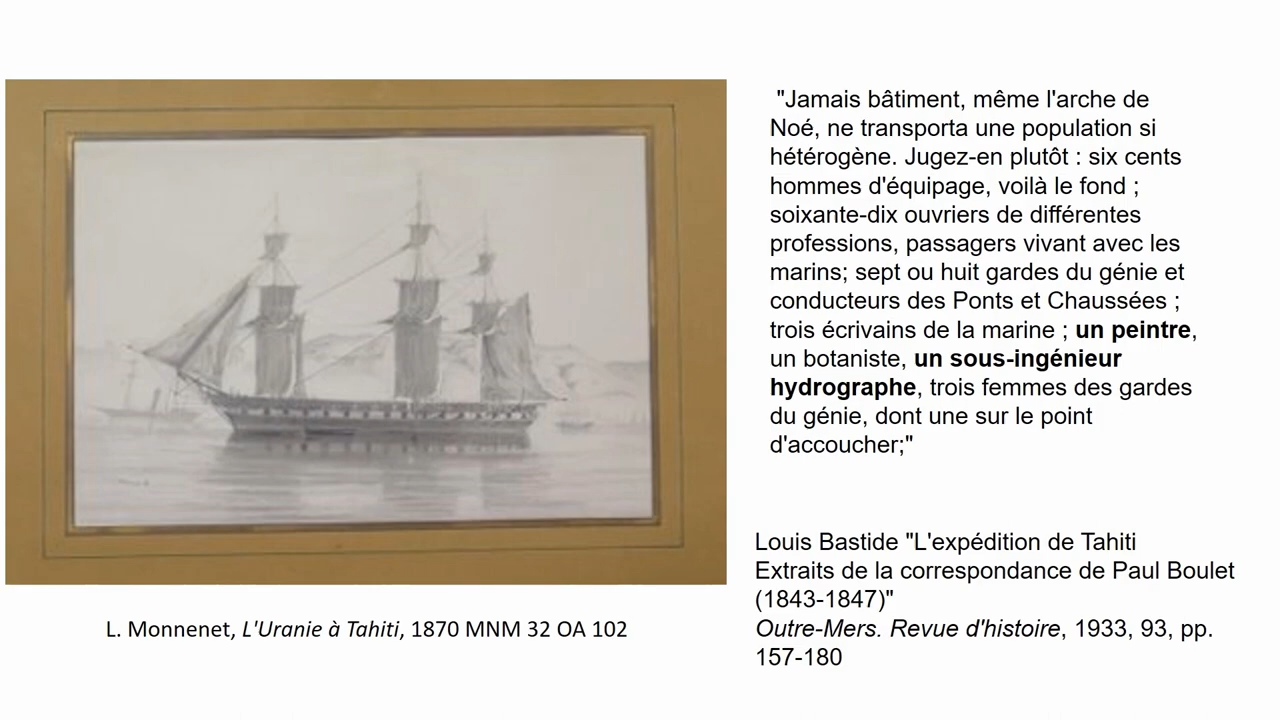 "Jamais bâtiment, même l'arche de
Noé, ne transporta une population si
hétérogène. Jugez-en plutôt : six cents
hommes d'équipage, voilà le fond ;
soixante-dix ouvriers de différentes
professions, passagers vivant avec les
marins; sept ou huit gardes du génie et
conducteurs des Ponts et Chaussées ;
trois écrivains de la marine ; un peintre,
un botaniste, un sous-ingénieur
hydrographe, trois femmes des gardes
du génie, dont une sur le point
d'accoucher;"
Louis Bastide "L'expédition de Tahiti
Extraits de la correspondance de Paul Boulet
(1843-1847)"
Outre-Mers. Revue d'histoire, 1933, 93, pp.
157-180
L. Monnenet, L'Uranie à Tahiti, 1870 MNM 32 OA 102